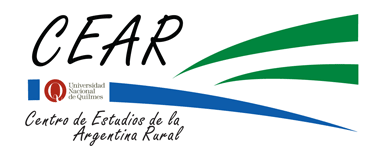 CEAR
Universidad
Nacional
de Quilmes
Centro de Estudios de la
Argentina Rural